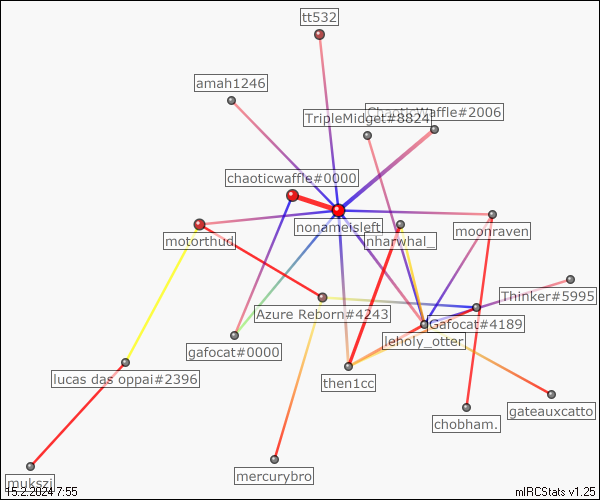 tt532
amah1246
ChaoticWaffle#2006
TripleMidget#8824
chaoticwaffle#0000
nonameisleft
moonraven
motorthud
nharwhal_
Thinker#5995
Azure Reborn#4243
Gafocat#4189
leholy_otter
gafocat#0000
lucas das oppai#2396
then1cc
gateauxcatto
chobham.
mercurybro
mukszi
15.2.2024 7:55
mIRCStats v1.25